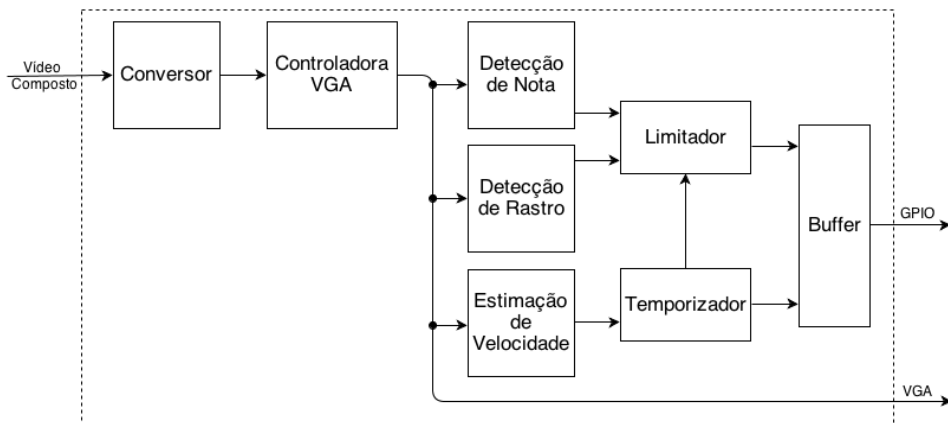 Vídeo
Composto
Conversor
Controladora
VGA
Detecção
de Nota
Detecção
de Rastro
Estimação
de
Velocidade
Limitador
Temporizador
Buffer
GPIO
VGA